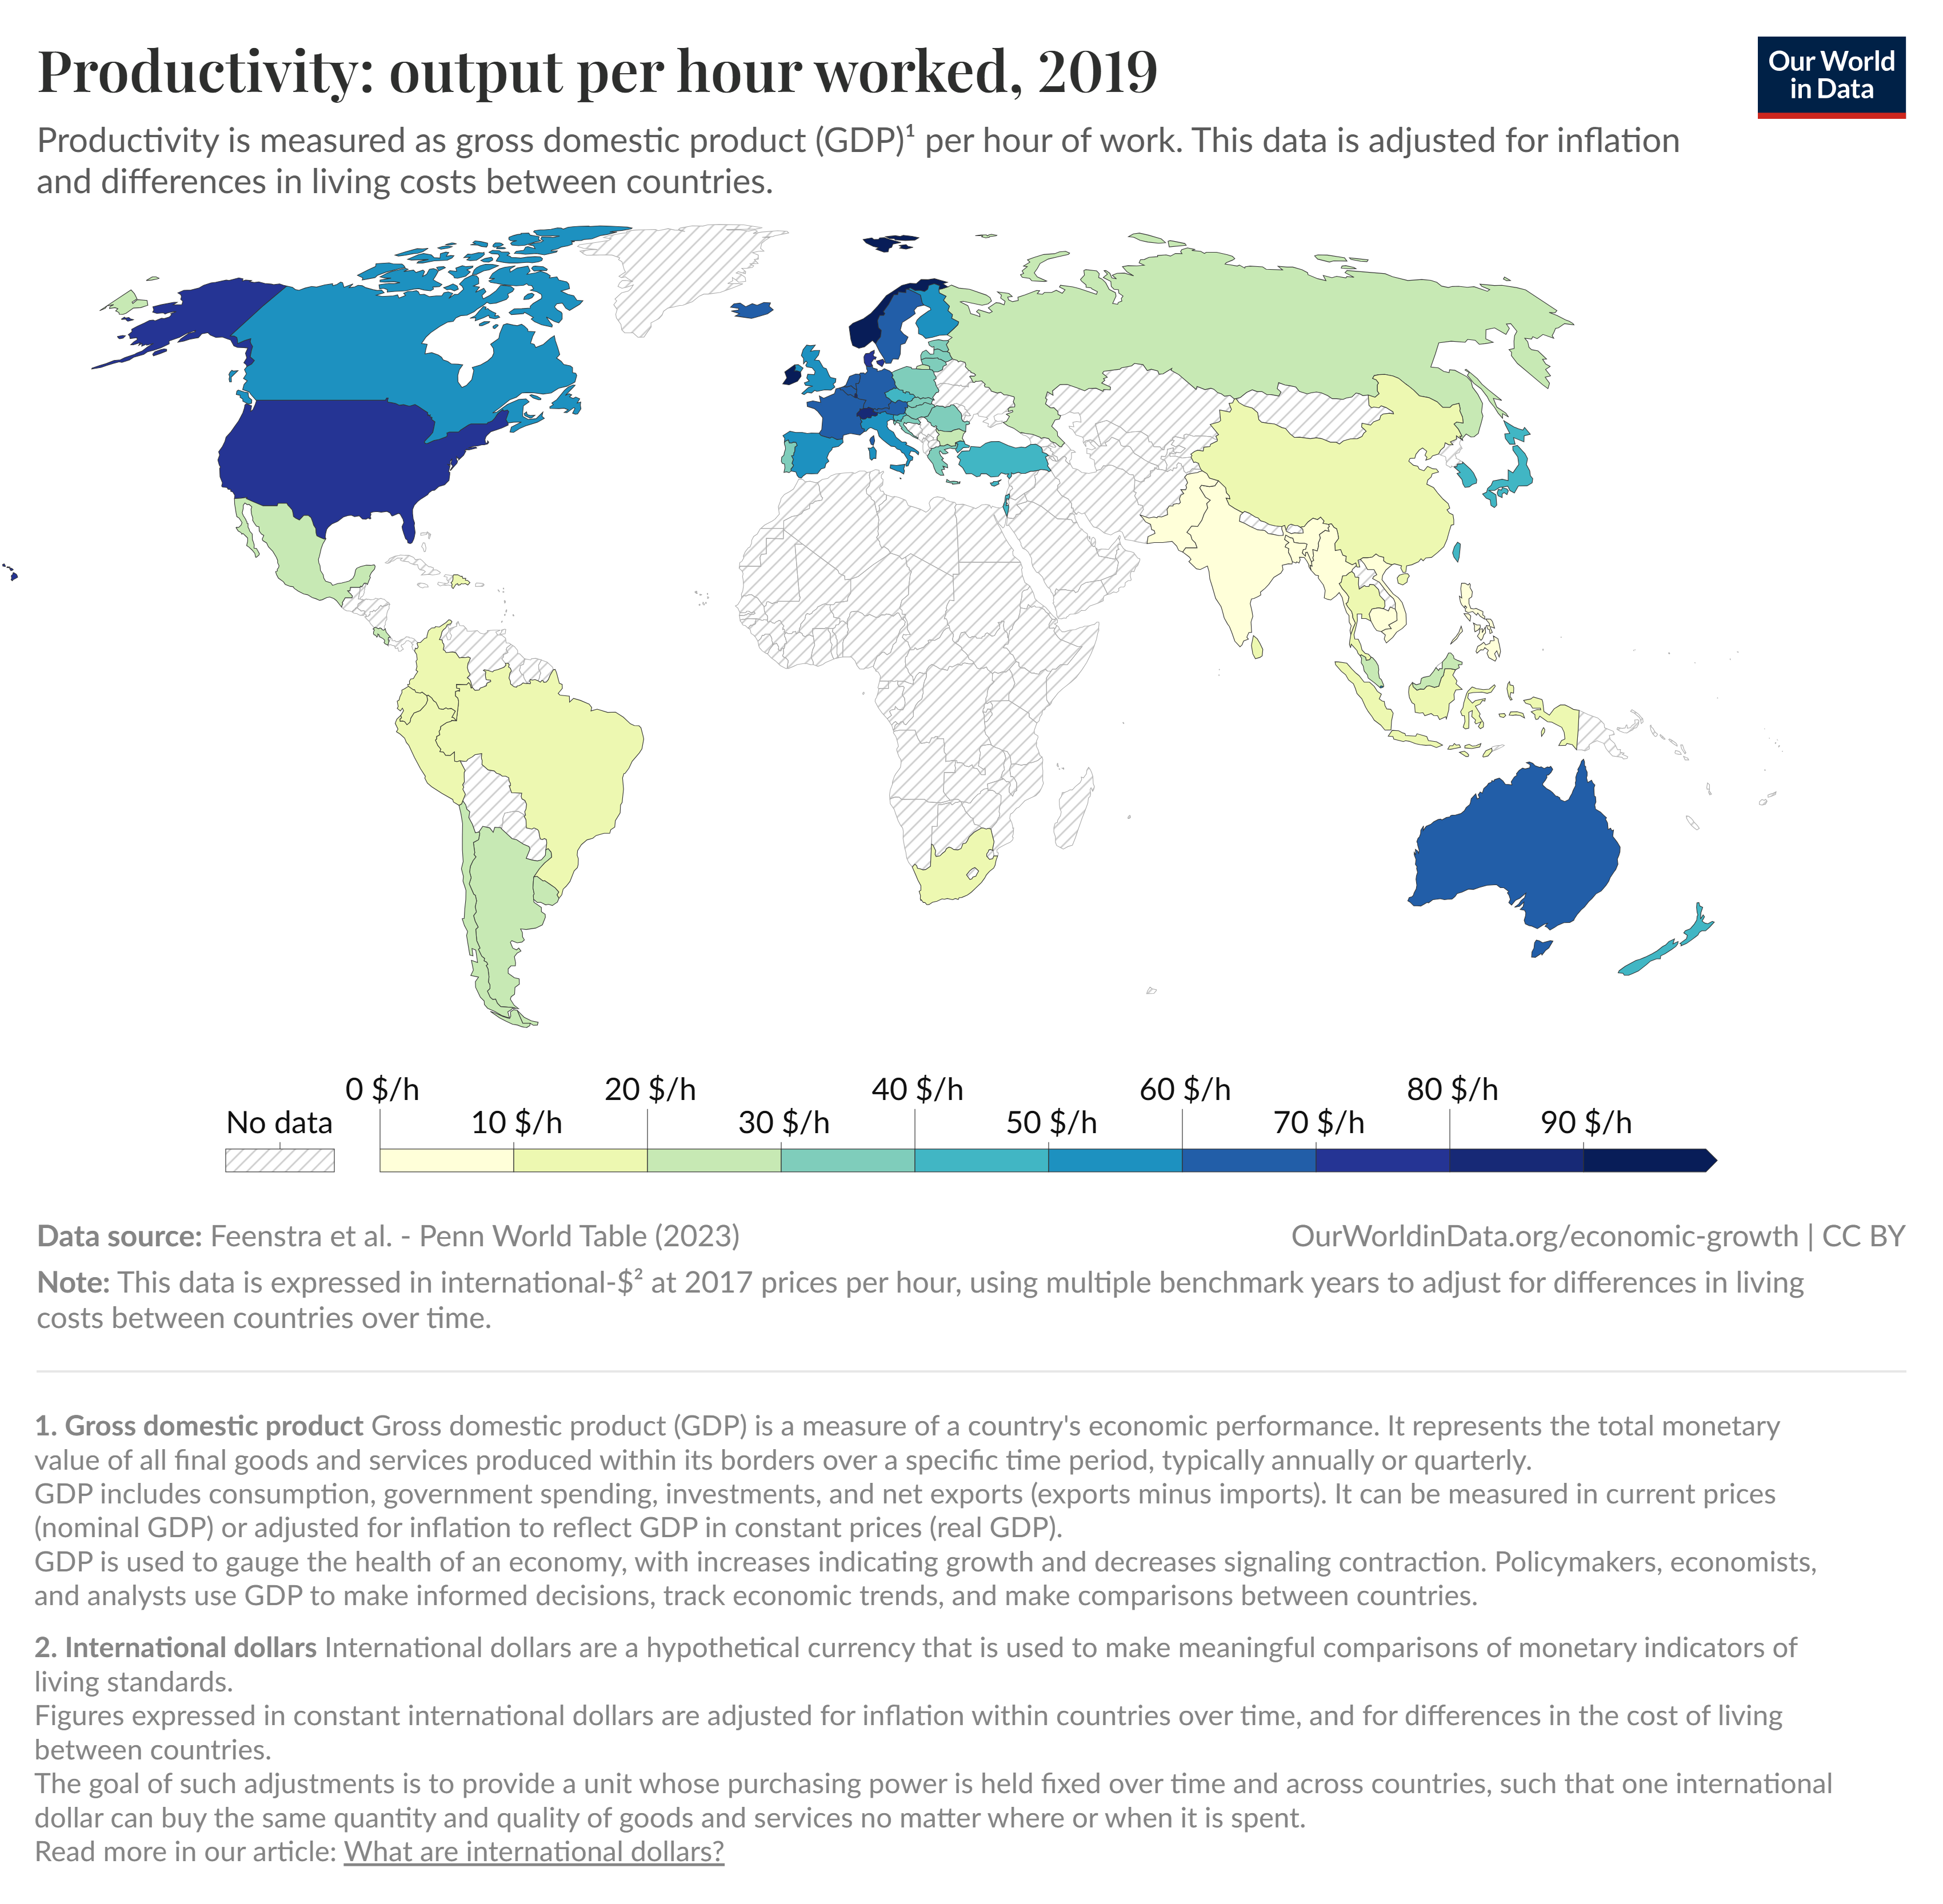 Productivity: output per hour worked, 2019
Our World
in Data
Productivity is measured as gross domestic product (GDP)¹ per hour of work. This data is adjusted for inflation
and differences in living costs between countries.
0 $/h
20 $/h
40 $/h
60 $/h
80 $/h
No data
10 $/h
30 $/h
50 $/h
70 $/h
90 $/h
Data source: Feenstra et al. - Penn World Table (2023)
OurWorldinData.org/economic-growth | CC BY
Note: This data is expressed in international-$² at 2017 prices per hour, using multiple benchmark years to adjust for differences in living
costs between countries over time.
1. Gross domestic product Gross domestic product (GDP) is a measure of a country's economic performance. It represents the total monetary
value of all final goods and services produced within its borders over a specific time period, typically annually or quarterly.
GDP includes consumption, government spending, investments, and net exports (exports minus imports). It can be measured in current prices
(nominal GDP) or adjusted for inflation to reflect GDP in constant prices (real GDP).
GDP is used to gauge the health of an economy, with increases indicating growth and decreases signaling contraction. Policymakers, economists,
and analysts use GDP to make informed decisions, track economic trends, and make comparisons between countries.
2. International dollars International dollars are a hypothetical currency that is used to make meaningful comparisons of monetary indicators of
living standards.
Figures expressed in constant international dollars are adjusted for inflation within countries over time, and for differences in the cost of living
between countries.
The goal of such adjustments is to provide a unit whose purchasing power is held fixed over time and across countries, such that one international
dollar can buy the same quantity and quality of goods and services no matter where or when it is spent.
Read more in our article: What are international dollars?